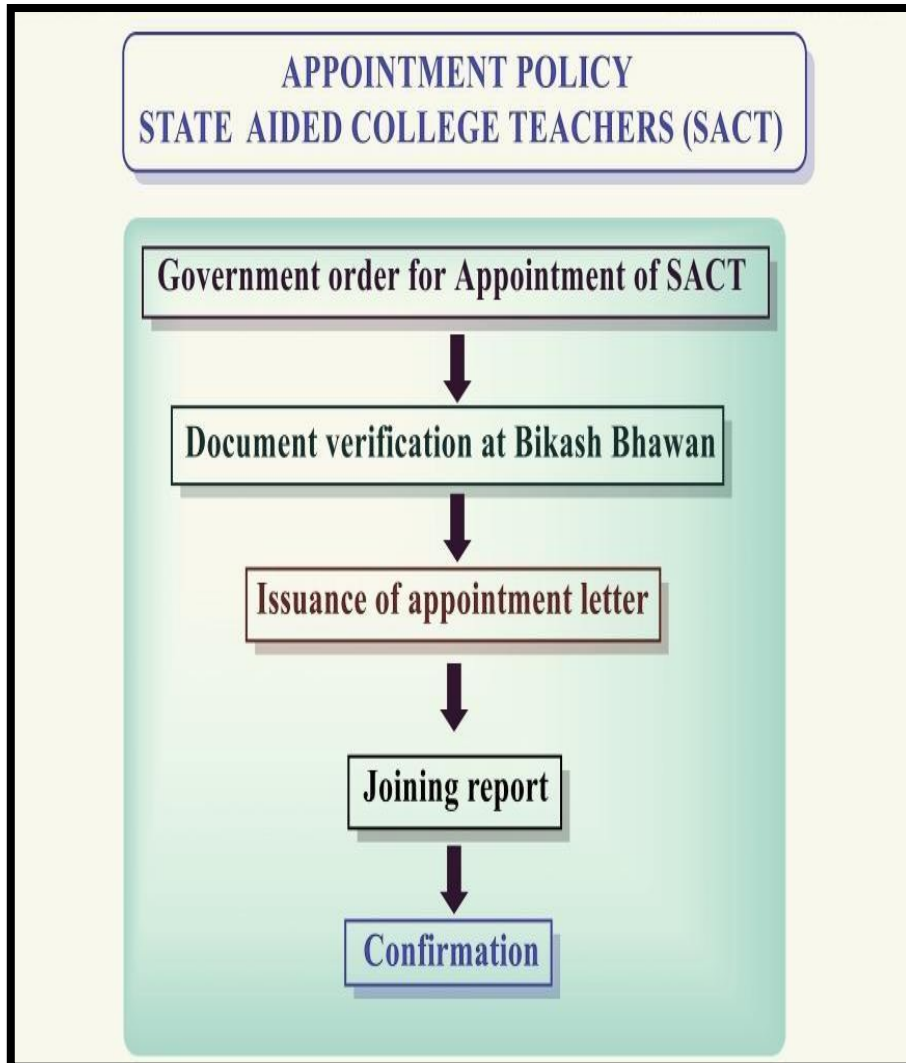 APPOINTMENT POLICY
STATE AIDED COLLEGE TEACHERS (SACT)
Government order for Appointment of SACT
Document verification at Bikash Bhawan
Issuance of appointment letter
Joining report
Confirmation